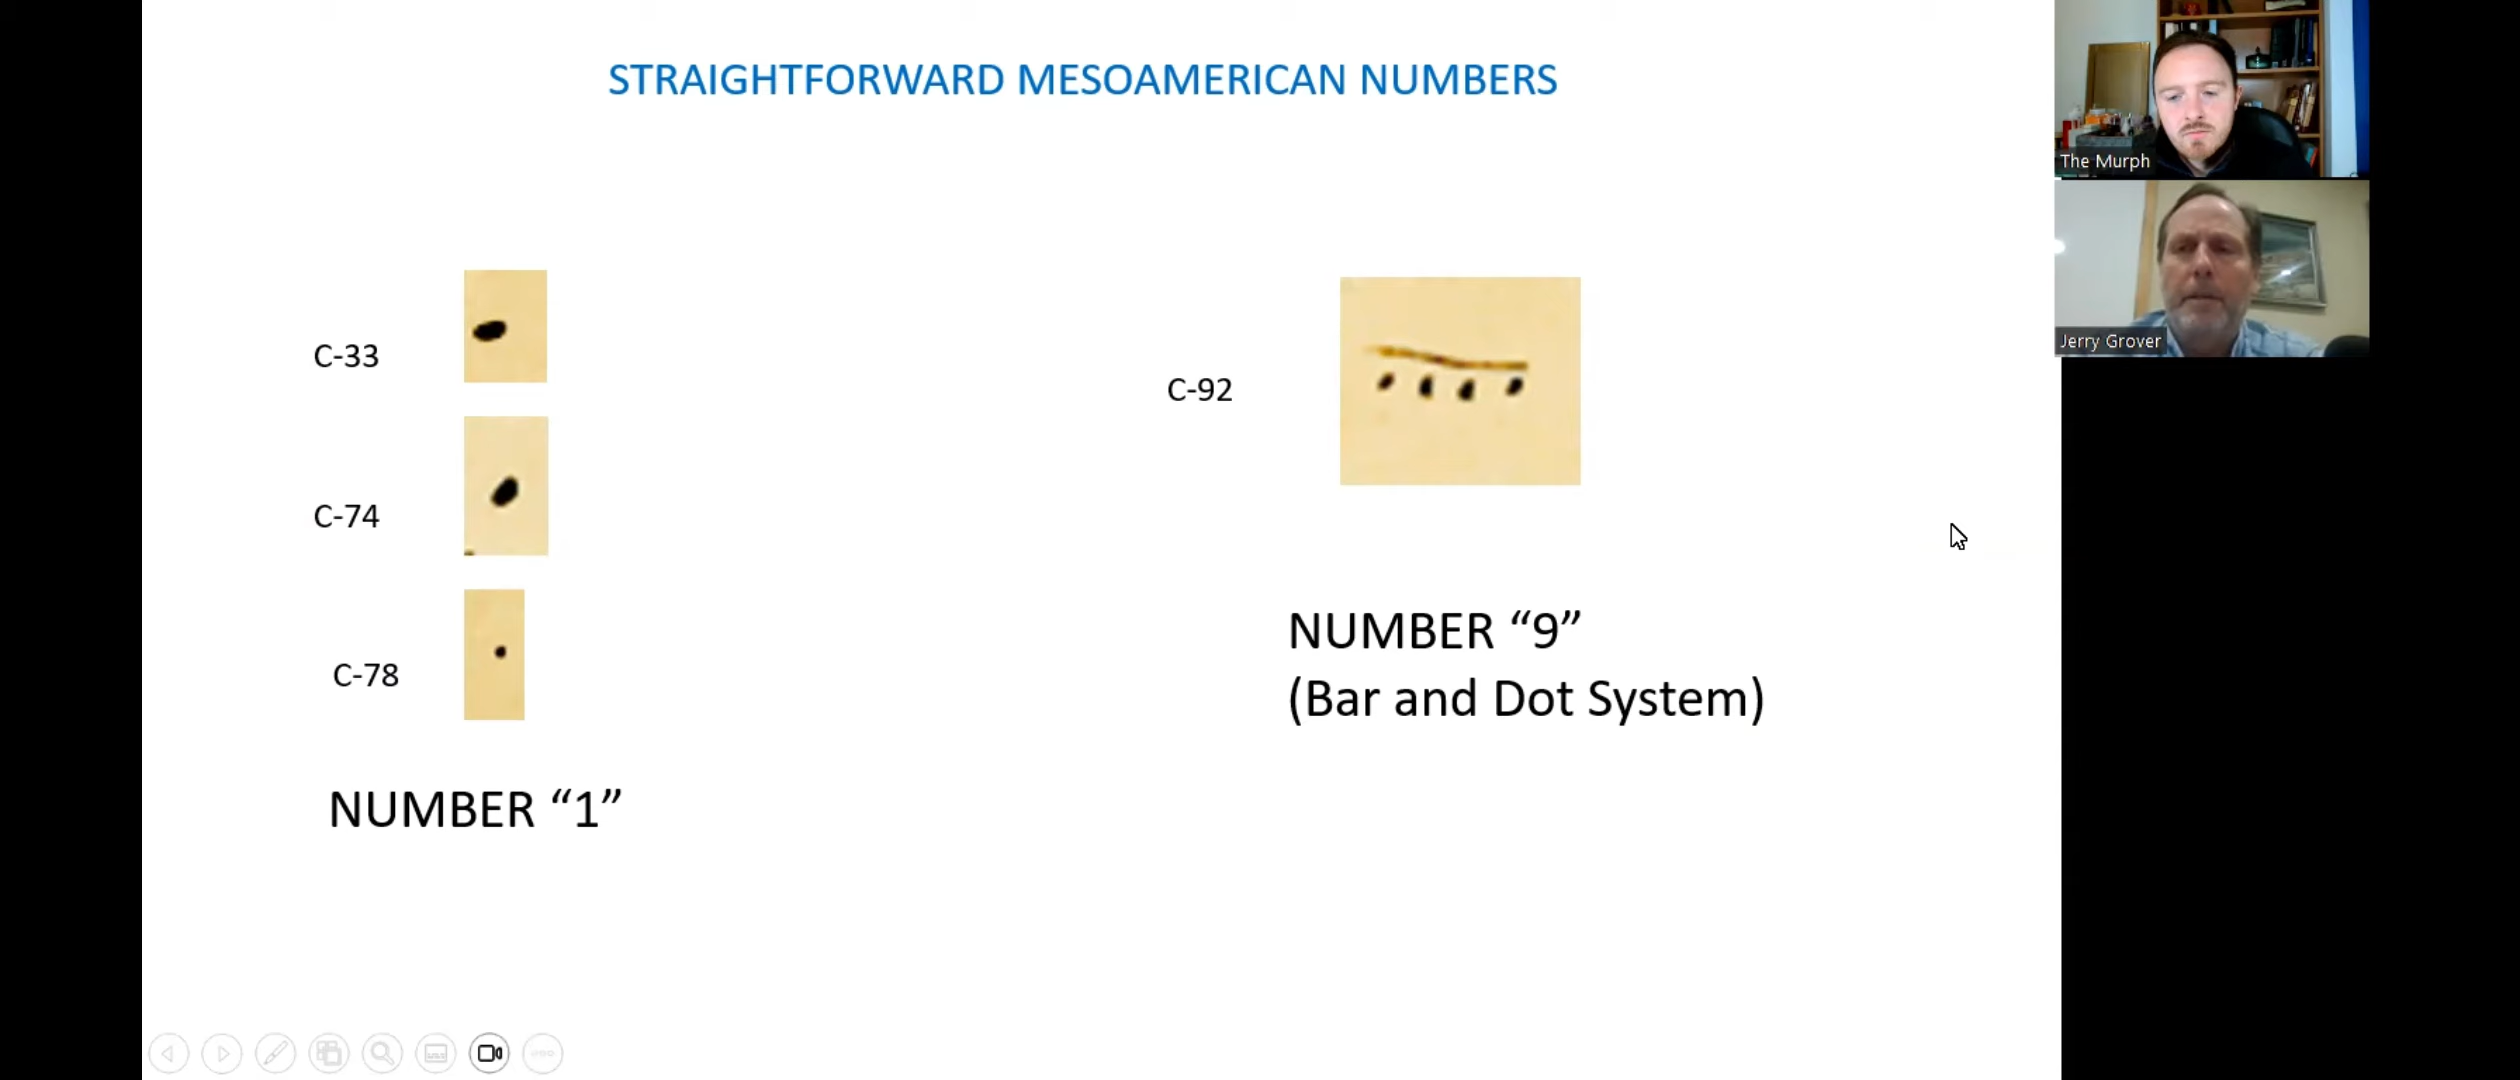 STRAIGHTFORWARD MESOAMERICAN NUMBERS
C-33
C-74
C-78
NUMBER “1”
C-92
NUMBER “9”
(Bar and Dot System)
The Murph
Jerry Grover